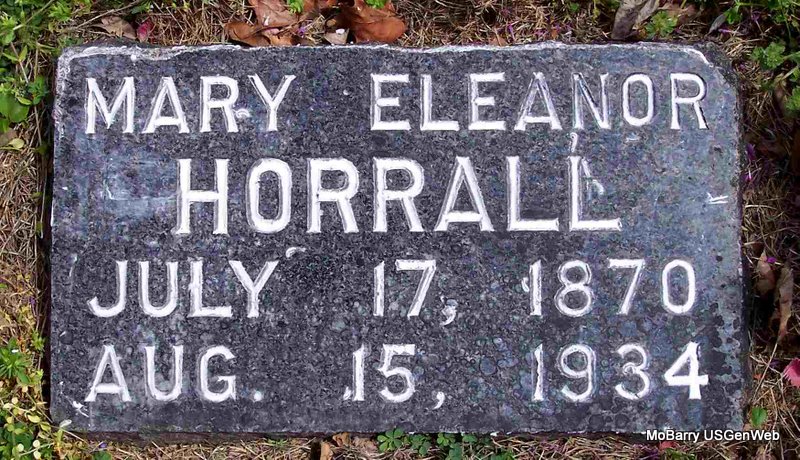 MARY ELEANOR
HORRALL
JULY 17, 1870
AUG. 15, 1934
MoBarry USGenWeb